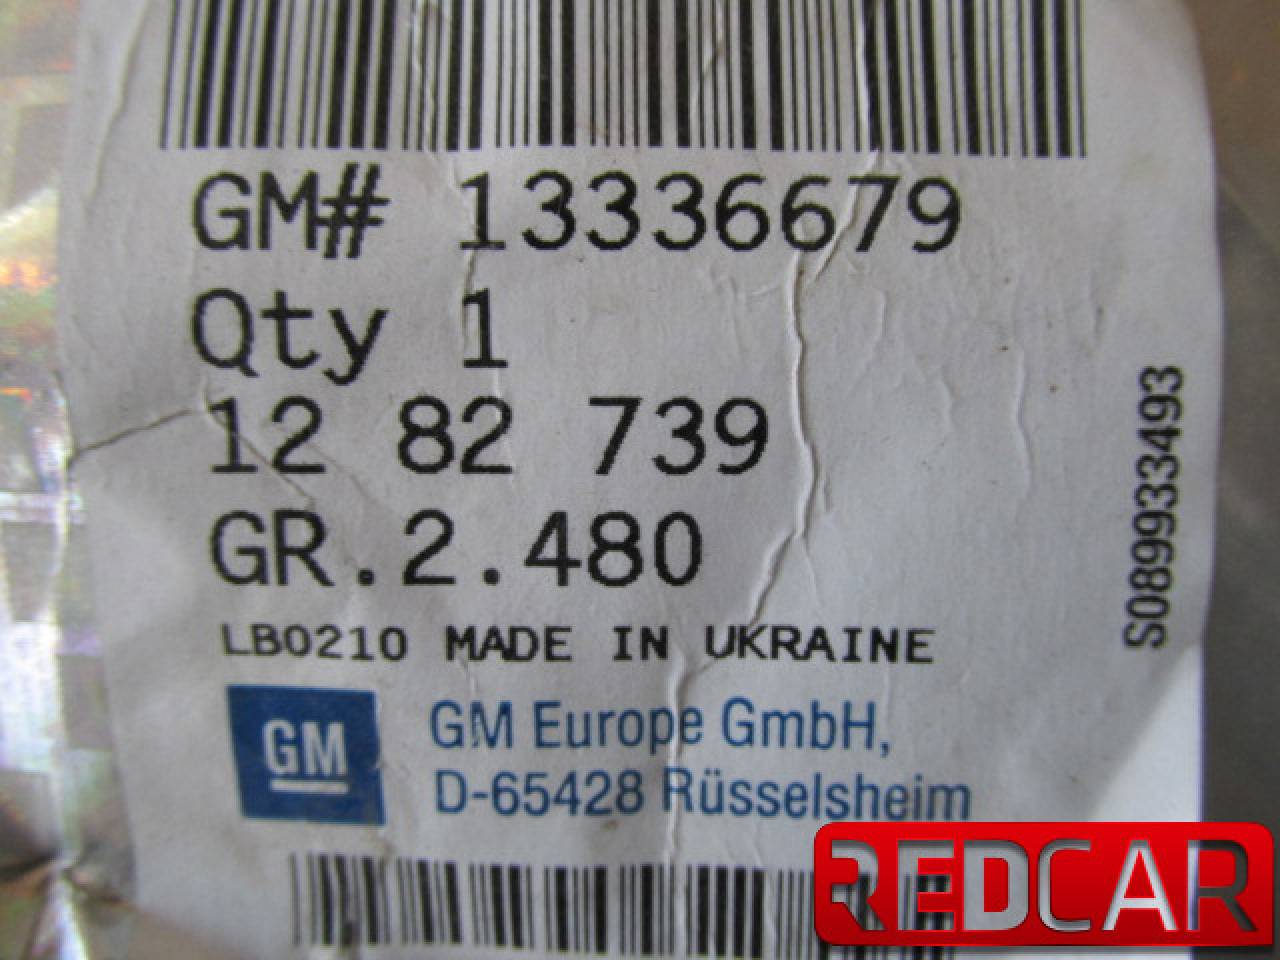 GM# 13336679
Qty 1
12 82 739
GR.2.480
LB0210 MADE IN UKRAINE
GM
GM Europe GmbH,
D-65428 Rüsselsheim
S089933493
REDCAR